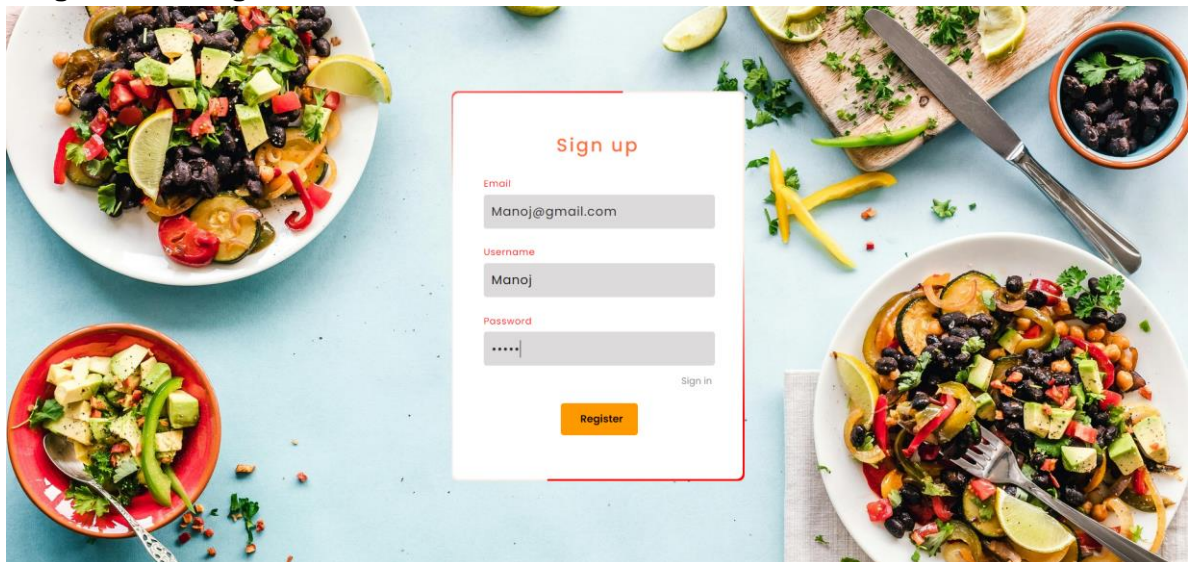 Sign up
Email
Manoj@gmail.com
Username
Manoj
Password
•••••
Sign in
Register